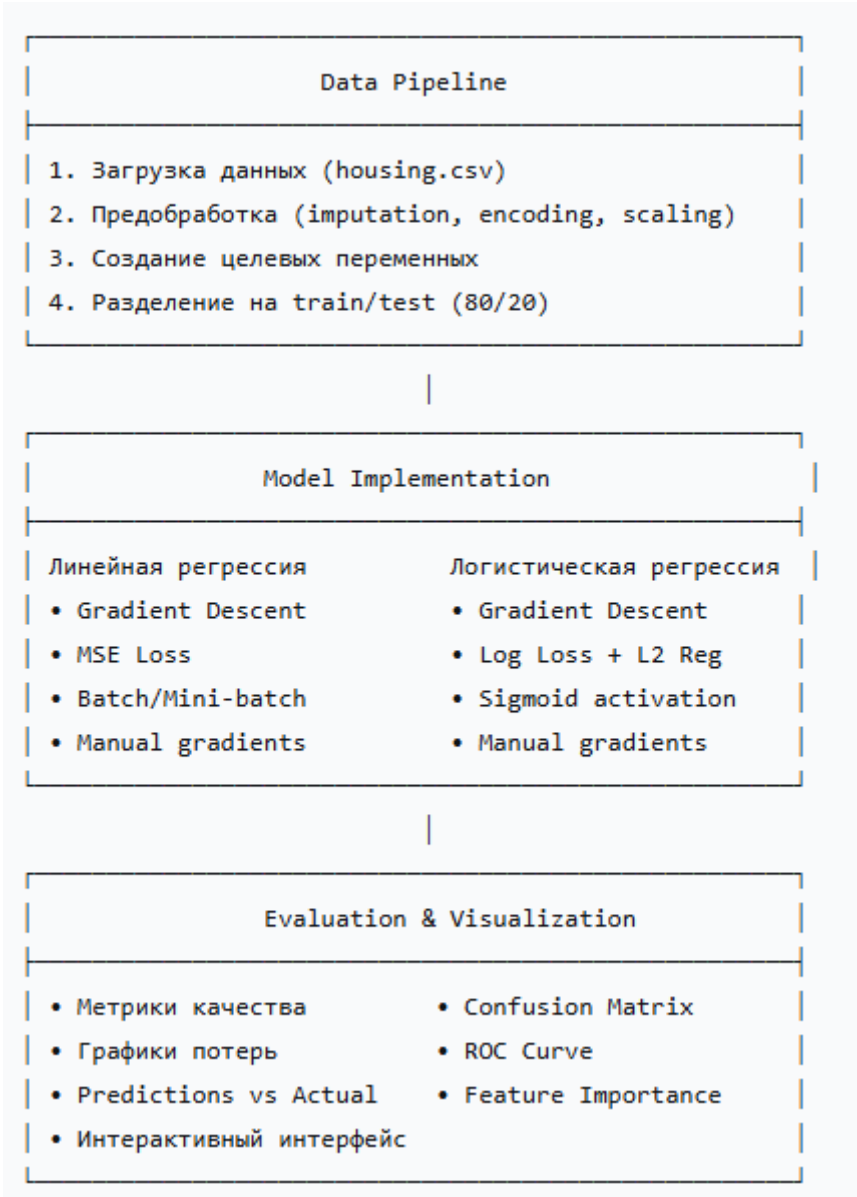 Data Pipeline
1. Загрузка данных (housing.csv)
2. Предобработка (imputation, encoding, scaling)
3. Создание целевых переменных
4. Разделение на train/test (80/20)
Model Implementation
Линейная регрессия Логистическая регрессия
• Gradient Descent • Gradient Descent
• MSE Loss • Log Loss + L2 Reg
• Batch/Mini-batch • Sigmoid activation
• Manual gradients • Manual gradients
Evaluation & Visualization
• Метрики качества • Confusion Matrix
• Графики потерь • ROC Curve
• Predictions vs Actual • Feature Importance
• Интерактивный интерфейс